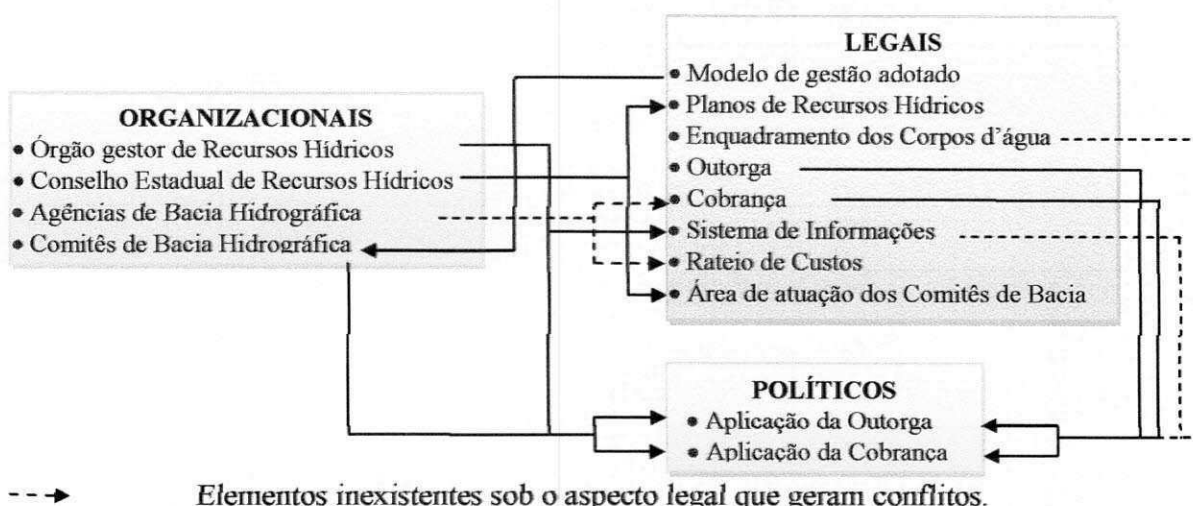 ORGANIZACIONAIS
• Órgão gestor de Recursos Hídricos
• Conselho Estadual de Recursos Hídricos
• Agências de Bacia Hidrográfica
• Comitês de Bacia Hidrográfica
LEGAIS
• Modelo de gestão adotado
• Planos de Recursos Hídricos
• Enquadramento dos Corpos d'água
• Outorga
• Cobrança
• Sistema de Informações
• Rateio de Custos
• Área de atuação dos Comitês de Bacia
POLÍTICOS
• Aplicação da Outorga
• Aplicação da Cobrança
Elementos inexistentes sob o aspecto legal que geram conflitos.